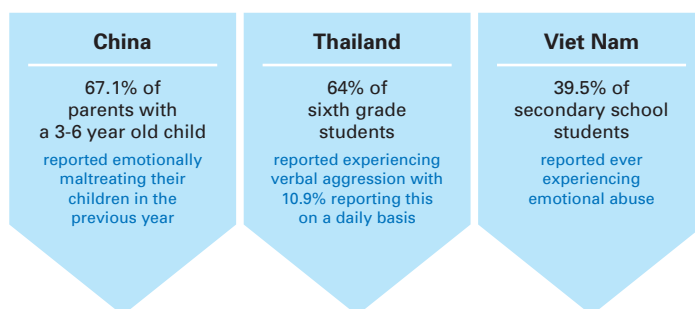 China
67.1% of
parents with
a 3-6 year old child
reported emotionally
maltreating their
children in the
previous year
Thailand
64% of
sixth grade
students
reported experiencing
verbal aggression with
10.9% reporting this
on a daily basis
Viet Nam
39.5% of
secondary school
students
reported ever
experiencing
emotional abuse